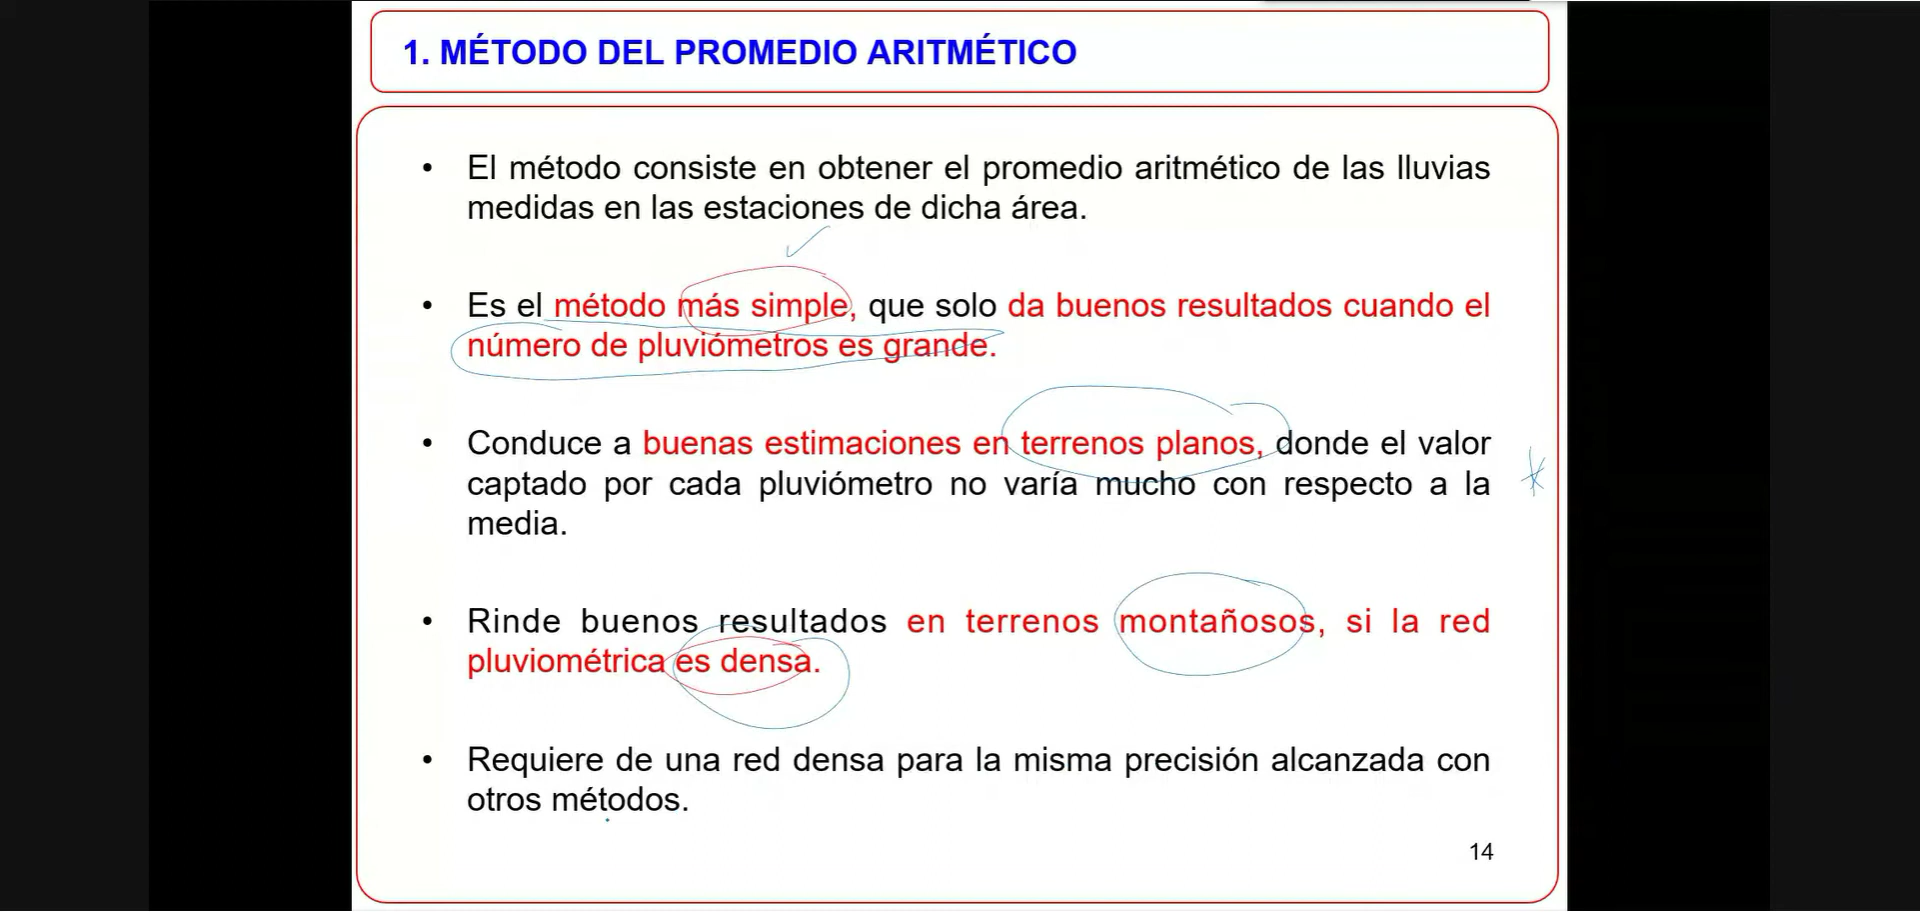 1. MÉTODO DEL PROMEDIO ARITMÉTICO
• El método consiste en obtener el promedio aritmético de las lluvias
medidas en las estaciones de dicha área.
• Es el método más simple, que solo da buenos resultados cuando el
número de pluviómetros es grande.
• Conduce a buenas estimaciones en terrenos planos, donde el valor
captado por cada pluviómetro no varía mucho con respecto a la
media.
• Rinde buenos resultados en terrenos montañosos, si la red
pluviométrica es densa.
• Requiere de una red densa para la misma precisión alcanzada con
otros métodos.
14